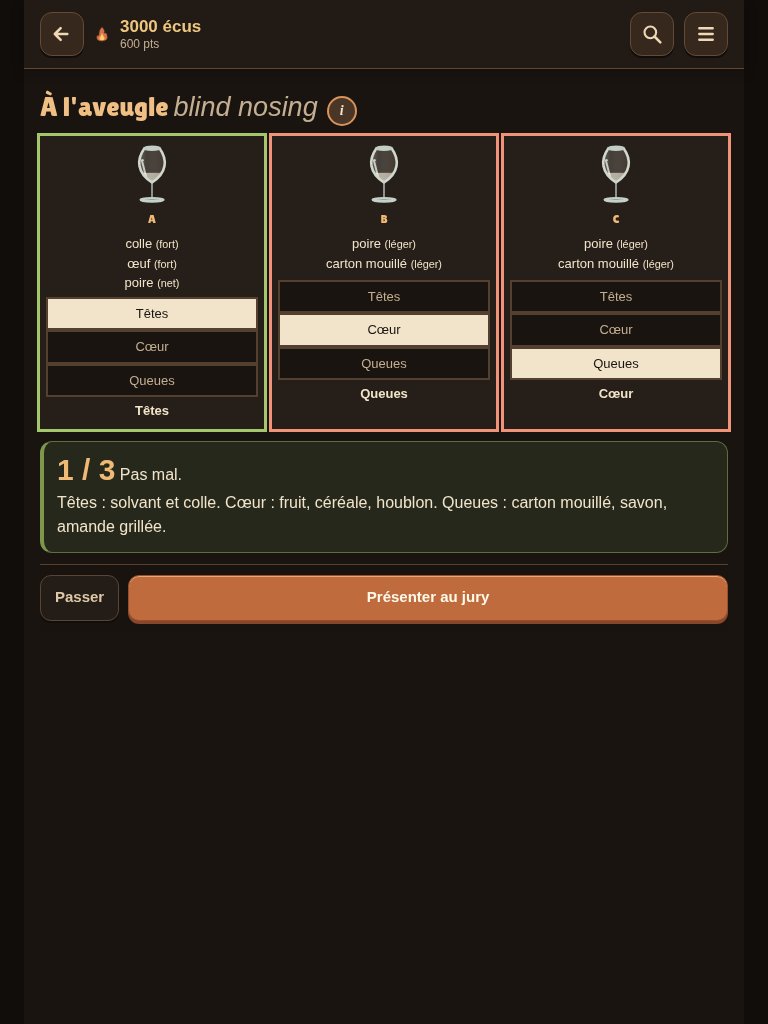 3000 écus
600 pts
À l'aveugle blind nosing i
A
colle (fort)
œuf (fort)
poire (net)
Têtes
Cœur
Queues
Têtes
B
poire (léger)
carton mouillé (léger)
Têtes
Cœur
Queues
Queues
C
poire (léger)
carton mouillé (léger)
Têtes
Cœur
Queues
Cœur
1 / 3 Pas mal.
Têtes : solvant et colle. Cœur : fruit, céréale, houblon. Queues : carton mouillé, savon,
amande grillée.
Passer
Présenter au jury